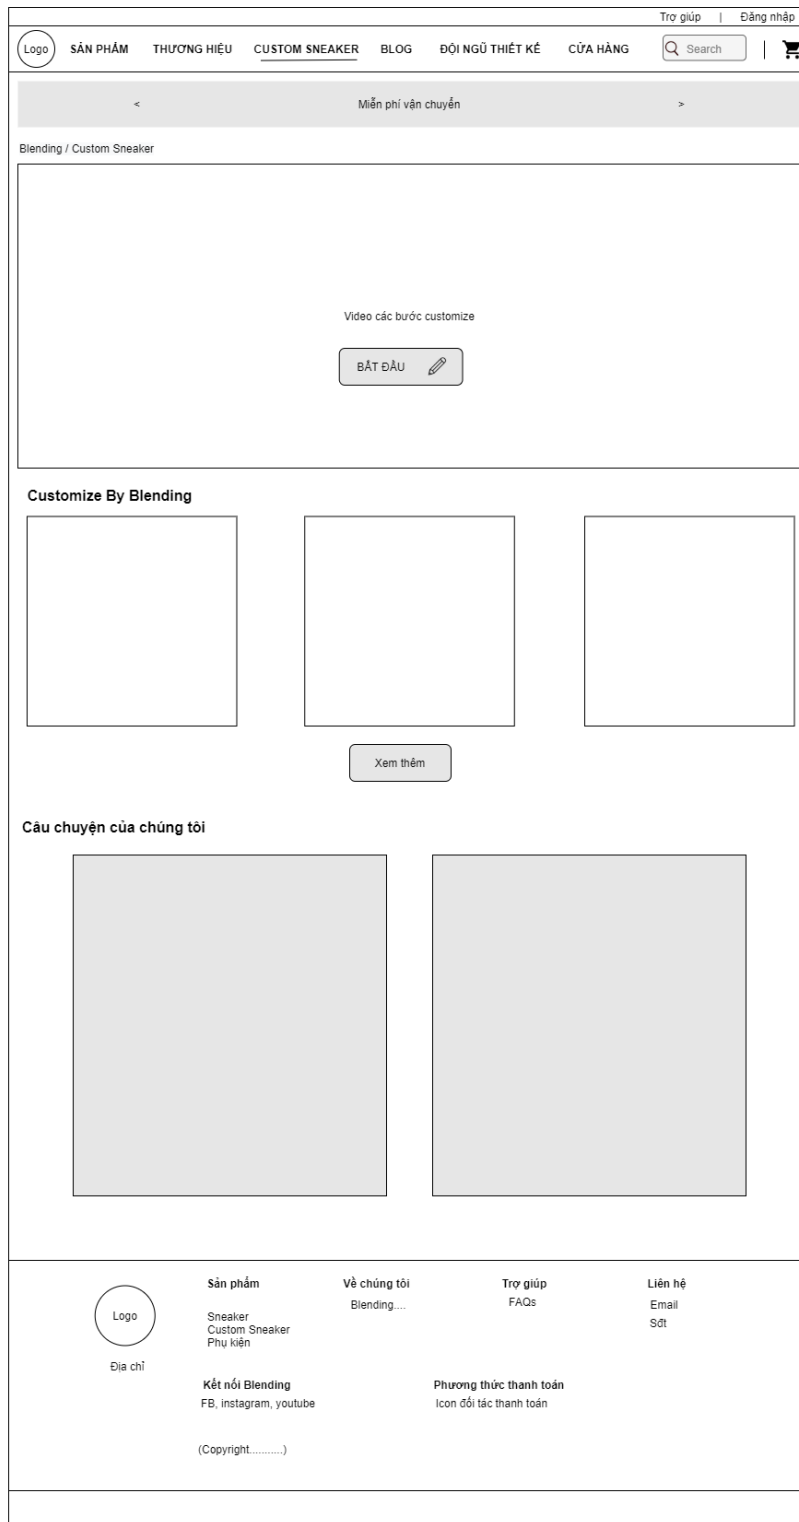 Trợ giúp | Đăng nhập
Logo SẢN PHẨM THƯƠNG HIỆU CUSTOM SNEAKER BLOG ĐỘI NGŨ THIẾT KẾ CỬA HÀNG Search
< Miễn phí vận chuyển >
Blending / Custom Sneaker
Video các bước customize
BẮT ĐẦU
Customize By Blending
Xem thêm
Câu chuyện của chúng tôi
Sản phẩm Về chúng tôi Trợ giúp Liên hệ
Blending.... FAQs Email
Logo Sneaker Sđt
Custom Sneaker
Phụ kiện
Địa chỉ
Kết nối Blending Phương thức thanh toán
FB, instagram, youtube Icon đối tác thanh toán
(Copyright...........)